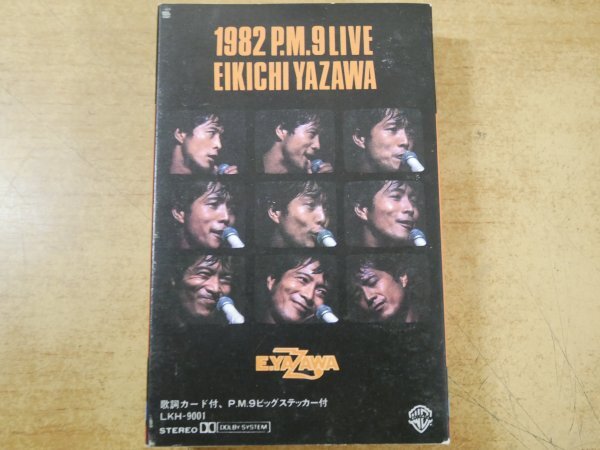 1982 P.M.9 LIVE
EIKICHI YAZAWA
E.YAZAWA
歌詞カード付、P.M.9ビッグステッカー付
LKH-9001
STEREO DOLBY SYSTEM